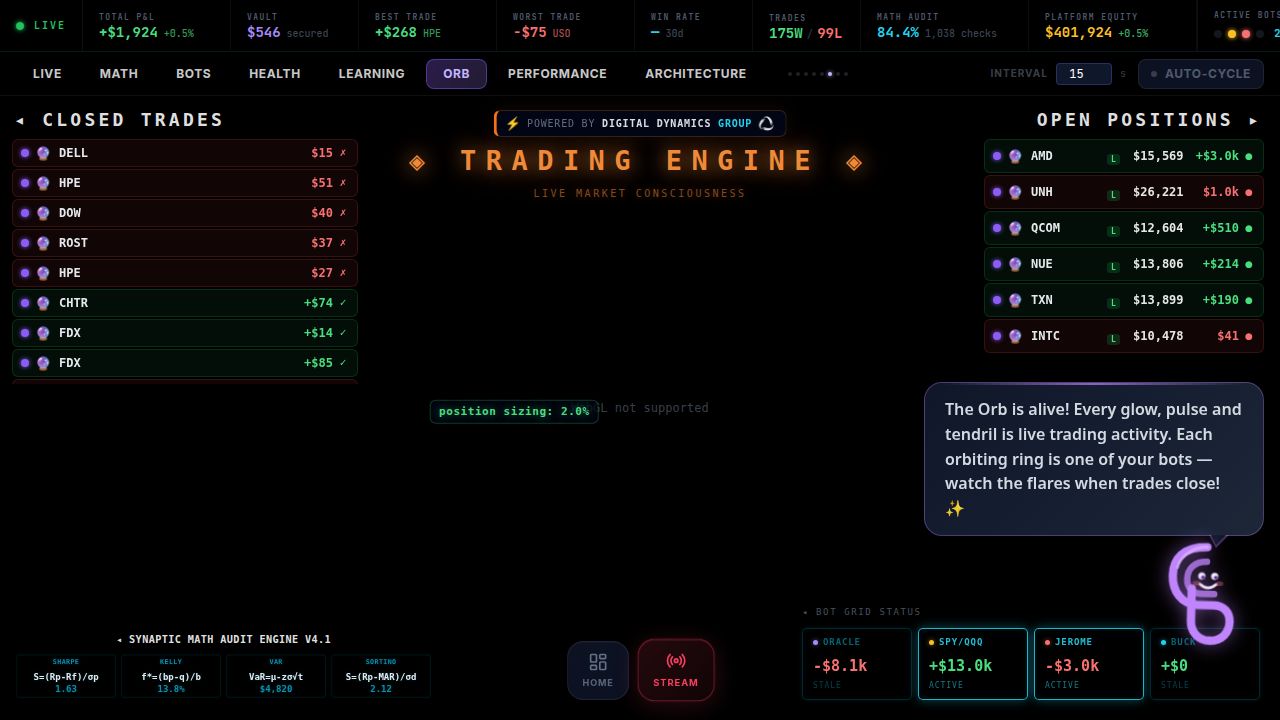 LIVE
TOTAL P&L
+$1,924 +0.5%
VAULT
$546 secured
BEST TRADE
+$268 HPE
WORST TRADE
-$75 USO
WIN RATE
— 30d
TRADES
175W / 99L
MATH AUDIT
84.4% 1,038 checks
PLATFORM EQUITY
$401,924 +0.5%
ACTIVE BOTS
2
LIVE MATH BOTS HEALTH LEARNING ORB PERFORMANCE ARCHITECTURE
INTERVAL 15 s AUTO-CYCLE
◂ CLOSED TRADES
DELL $15 ✗
HPE $51 ✗
DOW $40 ✗
ROST $37 ✗
HPE $27 ✗
CHTR +$74 ✓
FDX +$14 ✓
FDX +$85 ✓
⚡ POWERED BY DIGITAL DYNAMICS GROUP
◈ TRADING ENGINE ◈
LIVE MARKET CONSCIOUSNESS
position sizing: 2.0%
GL not supported
OPEN POSITIONS ▸
AMD L $15,569 +$3.0k
UNH L $26,221 $1.0k
QCOM L $12,604 +$510
NUE L $13,806 +$214
TXN L $13,899 +$190
INTC L $10,478 $41
The Orb is alive! Every glow, pulse and
tendril is live trading activity. Each
orbiting ring is one of your bots —
watch the flares when trades close!
✨
◂ SYNAPTIC MATH AUDIT ENGINE V4.1
SHARPE
S=(Rp-Rf)/σp
1.63
KELLY
f*=(bp-q)/b
13.8%
VAR
VaR=μ-zσ√t
$4,820
SORTINO
S=(Rp-MAR)/σd
2.12
HOME
STREAM
◂ BOT GRID STATUS
ORACLE
-$8.1k
STALE
SPY/QQQ
+$13.0k
ACTIVE
JEROME
-$3.0k
ACTIVE
BUCK
+$0
STALE